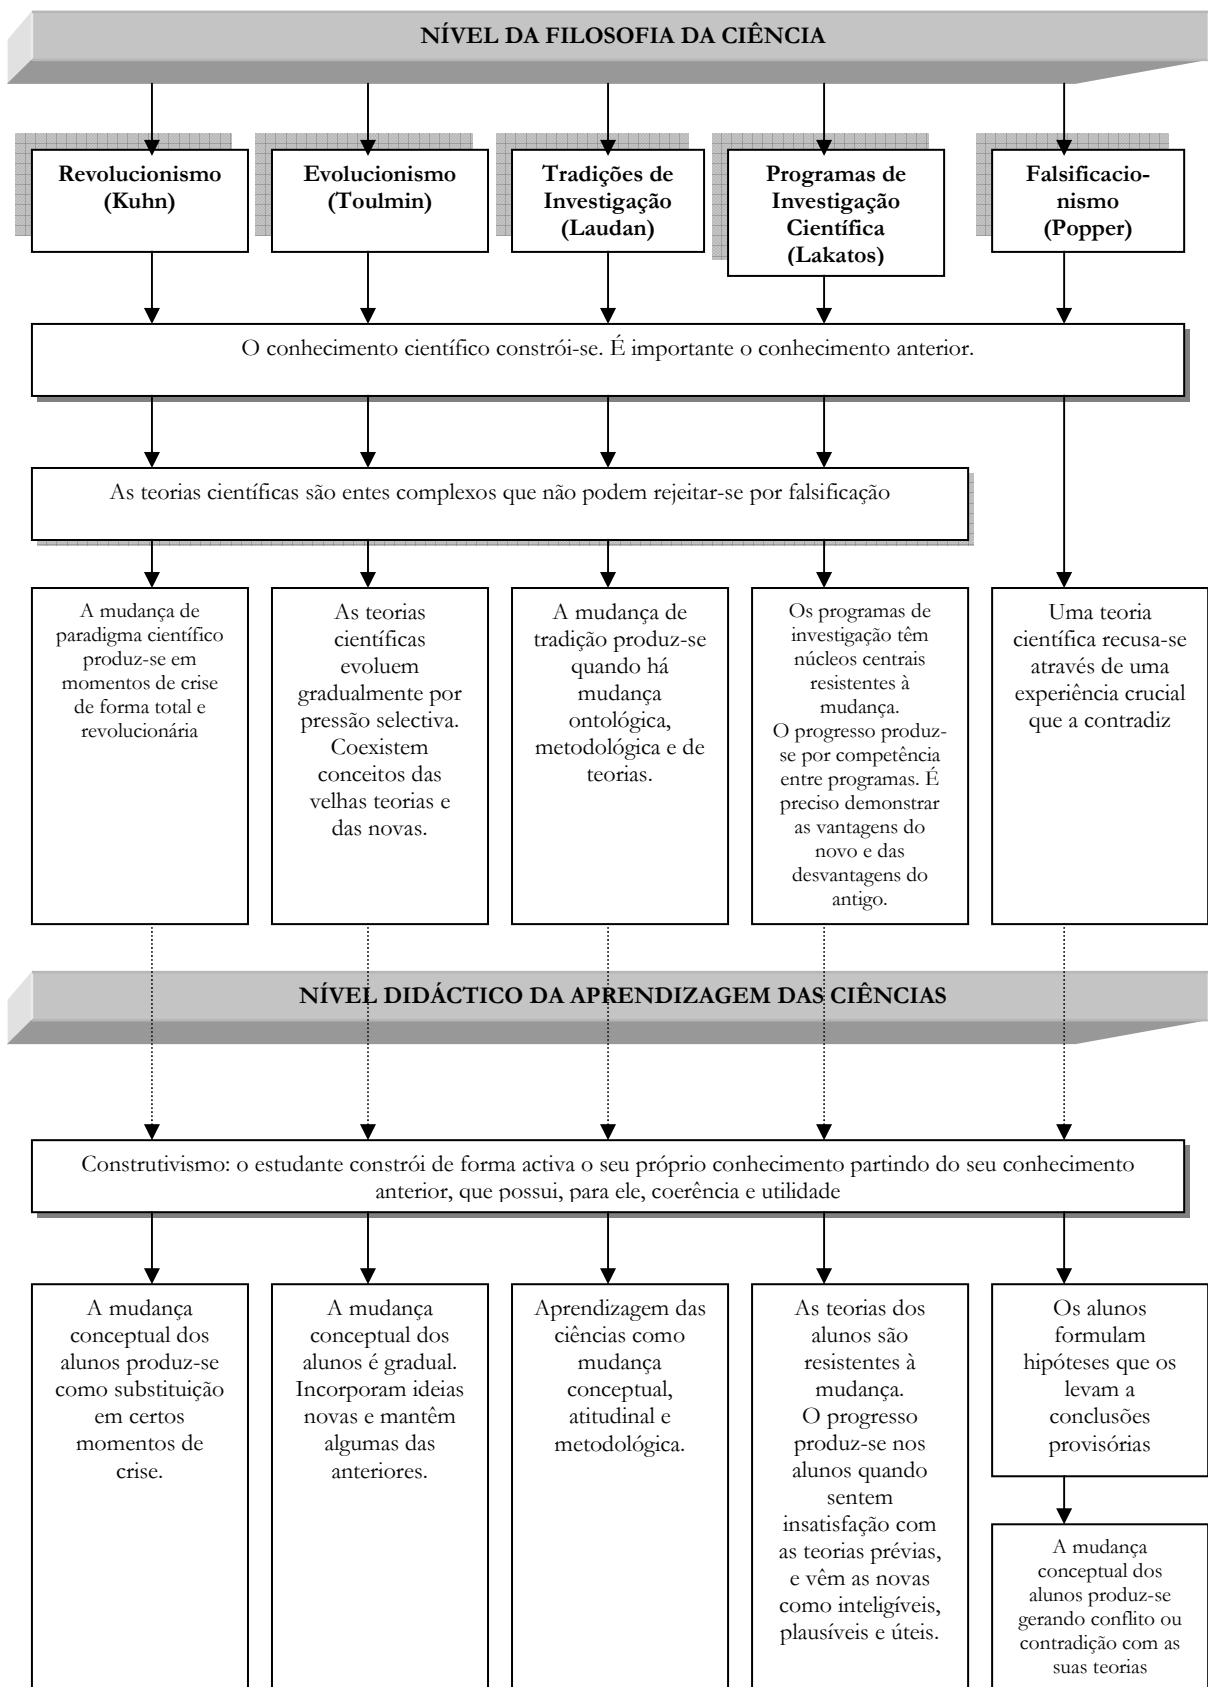 NÍVEL DA FILOSOFIA DA CIÊNCIA
Revolucionismo
(Kuhn)
Evolucionismo
(Toulmin)
Tradições de
Investigação
(Laudan)
Programas de
Investigação
Científica
(Lakatos)
Falsificacio-
nismo
(Popper)
O conhecimento científico constrói-se. É importante o conhecimento anterior.
As teorias científicas são entes complexos que não podem rejeitar-se por falsificação
A mudança de
paradigma científico
produz-se em
momentos de crise
de forma total e
revolucionária
As teorias
científicas
evoluem
gradualmente por
pressão selectiva.
Coexistem
conceitos das
velhas teorias e
das novas.
A mudança de
tradição produz-se
quando há
mudança
ontológica,
metodológica e de
teorias.
Os programas de
investigação têm
núcleos centrais
resistentes à
mudança.
O progresso produz-
se por competência
entre programas. É
preciso demonstrar
as vantagens do
novo e das
desvantagens do
antigo.
Uma teoria
científica recusa-se
através de uma
experiência crucial
que a contradiz
NÍVEL DIDÁCTICO DA APRENDIZAGEM DAS CIÊNCIAS
Construtivismo: o estudante constrói de forma activa o seu próprio conhecimento partindo do seu conhecimento
anterior, que possui, para ele, coerência e utilidade
A mudança
conceptual dos
alunos produz-se
como substituição
em certos
momentos de
crise.
A mudança
conceptual dos
alunos é gradual.
Incorporam ideias
novas e mantêm
algumas das
anteriores.
Aprendizagem das
ciências como
mudança
conceptual,
atitudinal e
metodológica.
As teorias dos
alunos são
resistentes à
mudança.
O progresso
produz-se nos
alunos quando
sentem
insatisfação com
as teorias prévias,
e vêm as novas
como inteligíveis,
plausíveis e úteis.
Os alunos
formulam
hipóteses que os
levam a
conclusões
provisórias
A mudança
conceptual dos
alunos produz-se
gerando conflito ou
contradição com as
suas teorias